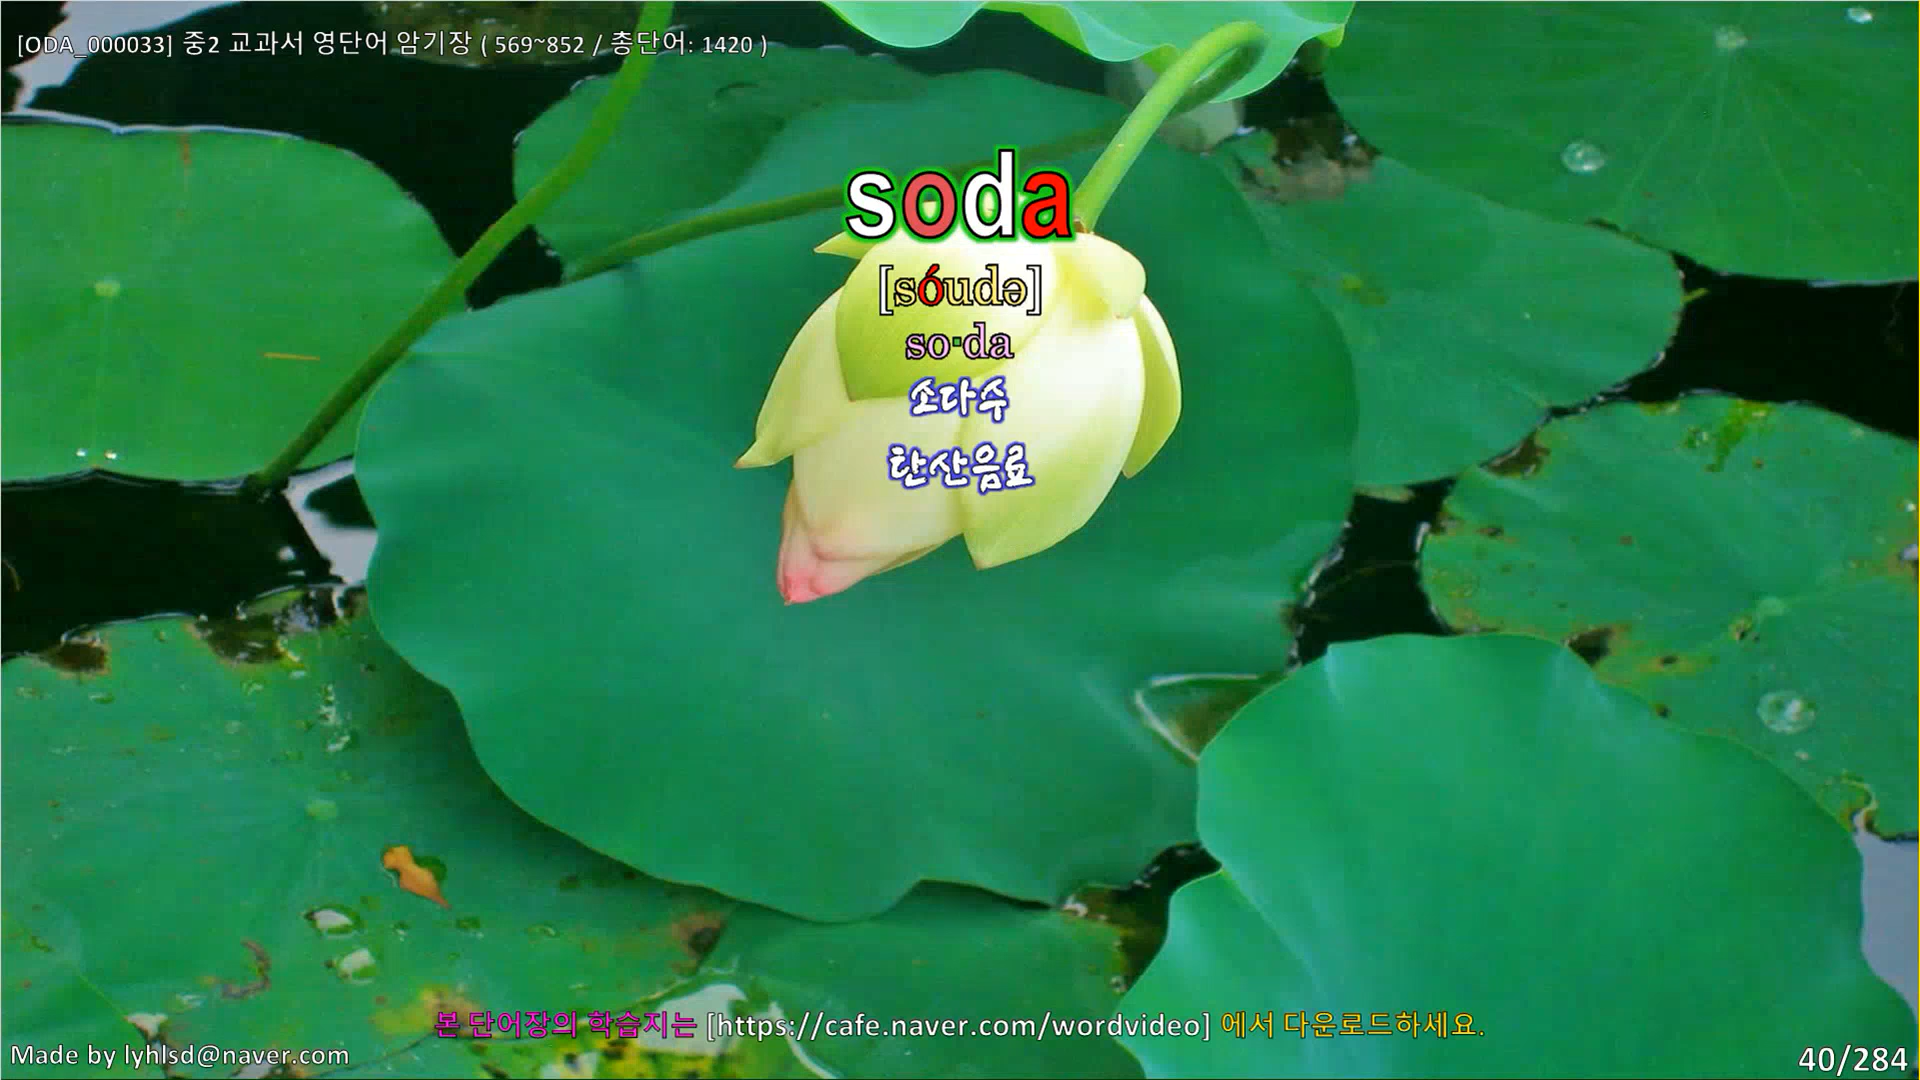 [ODA_000033] 중2 교과서 영단어 암기장 ( 569~852 / 총단어: 1420 )
soda
[sóudə]
so·da
소다수
탄산음료
본 단어장의 학습지는 [https://cafe.naver.com/wordvideo] 에서 다운로드하세요.
Made by lyhlsd@naver.com
40/284